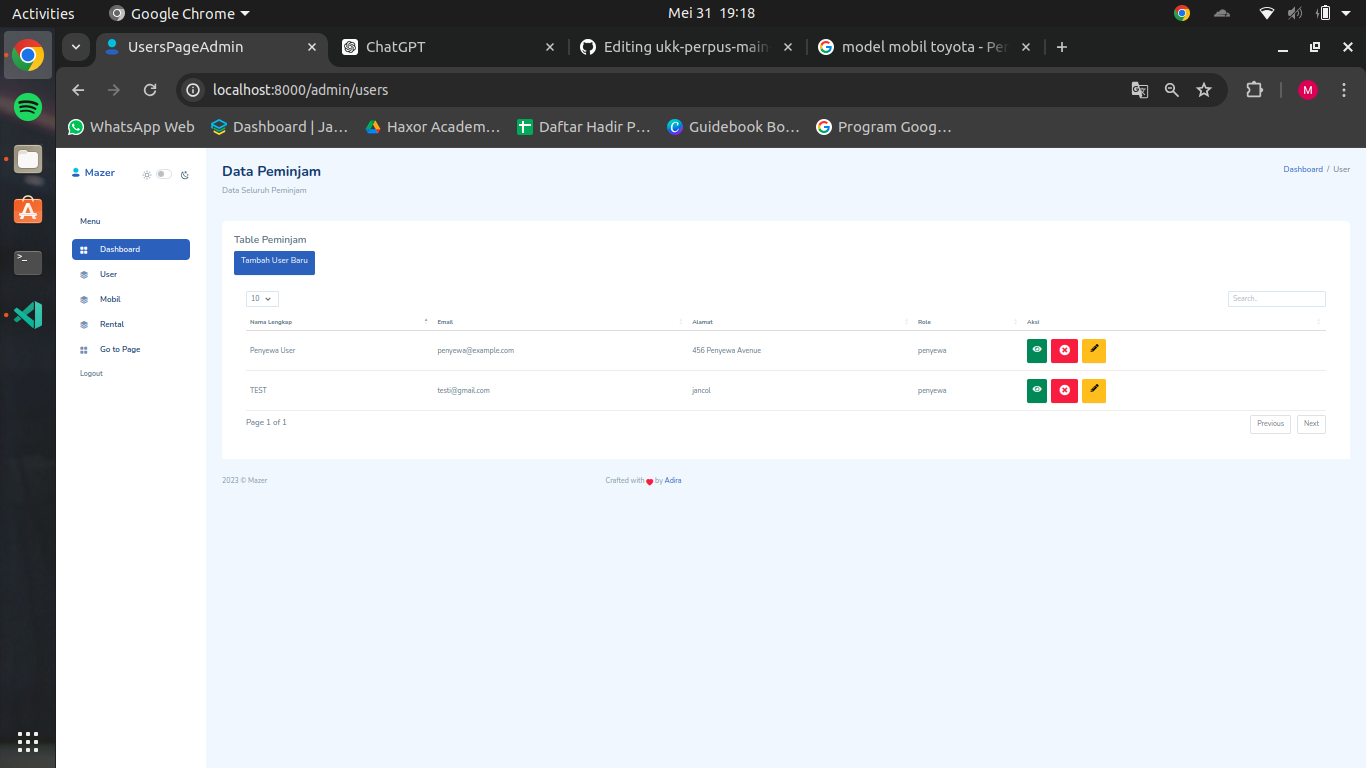 Activities Google Chrome Mei 31 19:18
UsersPageAdmin ChatGPT Editing ukk-perpus-main model mobil toyota - Pe
localhost:8000/admin/users M
WhatsApp Web Dashboard | Ja... Haxor Academ... Daftar Hadir P... Guidebook Bo... Program Goog...
Mazer
Menu
Dashboard
User
Mobil
Rental
Go to Page
Logout
Data Peminjam
Data Seluruh Peminjam
Dashboard / User
Table Peminjam
Tambah User Baru
10 Search..
Nama Lengkap Email Alamat Role Aksi
Penyewa User penyewa@example.com 456 Penyewa Avenue penyewa
TEST testi@gmail.com jancol penyewa
Page 1 of 1 Previous Next
2023 © Mazer Crafted with by Adira